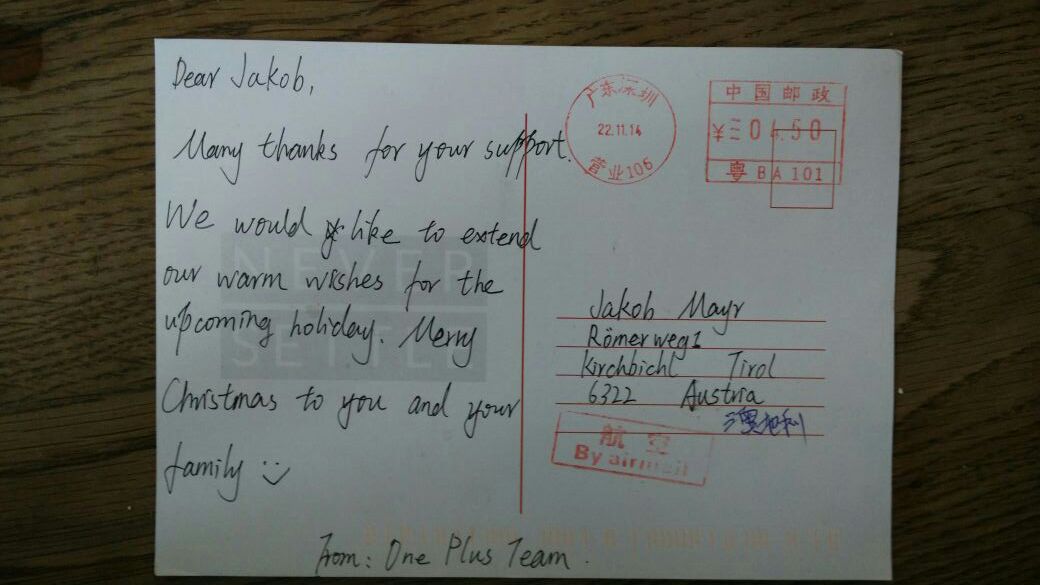 Dear Jakob,
Many thanks for your support.
We would like to extend
our warm wishes for the
upcoming holiday. Merry
Christmas to you and your
family :)
From: One Plus Team.
NEVER
SETTLE
广东深圳
22.11.14
营业106
中国邮政
¥ 04.50
粤 BA 101
Jakob Mayr
Römerweg 1
Kirchbichl Tirol
6322 Austria
澳地利
航空
By airmail